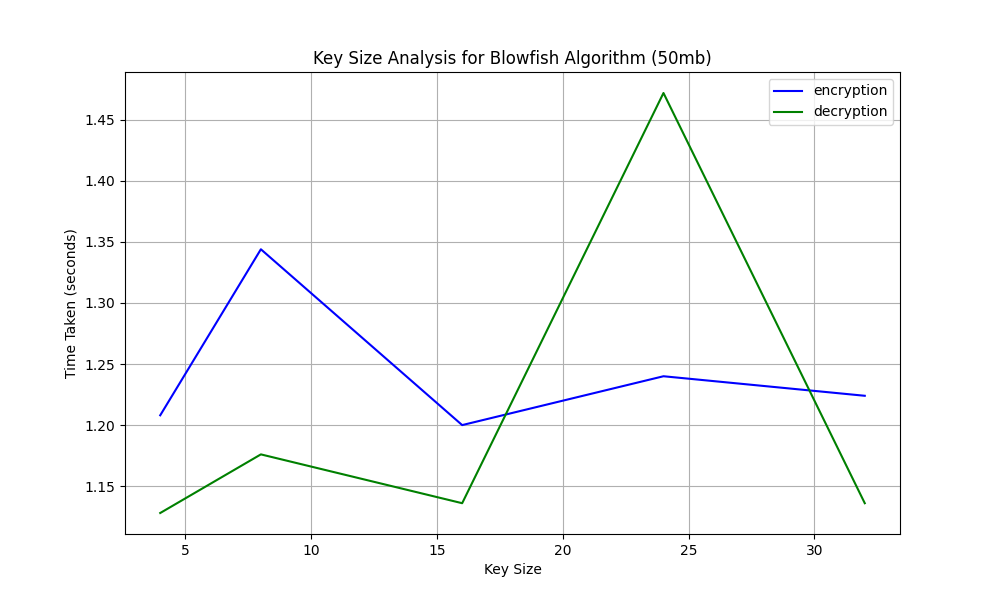 Key Size Analysis for Blowfish Algorithm (50mb)
encryption
decryption
Time Taken (seconds)
1.45
1.40
1.35
1.30
1.25
1.20
1.15
5 10 15 20 25 30
Key Size